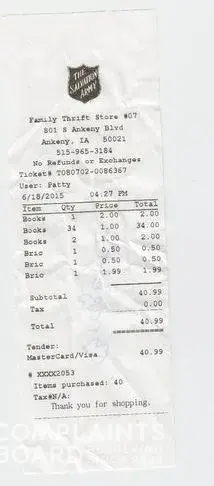 THE
SALVATION
ARMY
Family Thrift Store #07
801 S Ankeny Blvd
Ankeny, IA 50021
515-965-3184
No Refunds or Exchanges
Ticket# T080702-0086367
User: Patty
6/18/2015 04:27 PM
Item Qty Price Total
Books 1 2.00 2.00
Books 34 1.00 34.00
Books 2 1.00 2.00
Bric 1 0.50 0.50
Bric 1 0.50 0.50
Bric 1 1.99 1.99
Subtotal 40.99
Tax 0.00
Total 40.99
Tender:
MasterCard/Visa 40.99
# XXXX2053
Items purchased: 40
Tax#N/A:
Thank you for shopping.
COMPLAINTS
BOARD